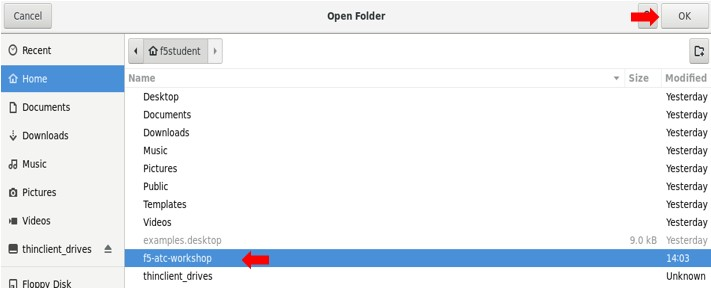 Cancel
Open Folder
OK
Recent
Home
Documents
Downloads
Music
Pictures
Videos
thinclient_drives
Floppy Disk
f5student
Name Size Modified
Desktop Yesterday
Documents Yesterday
Downloads Yesterday
Music Yesterday
Pictures Yesterday
Public Yesterday
Templates Yesterday
Videos Yesterday
examples.desktop 9.0 kB Yesterday
f5-atc-workshop 14:03
thinclient_drives Unknown